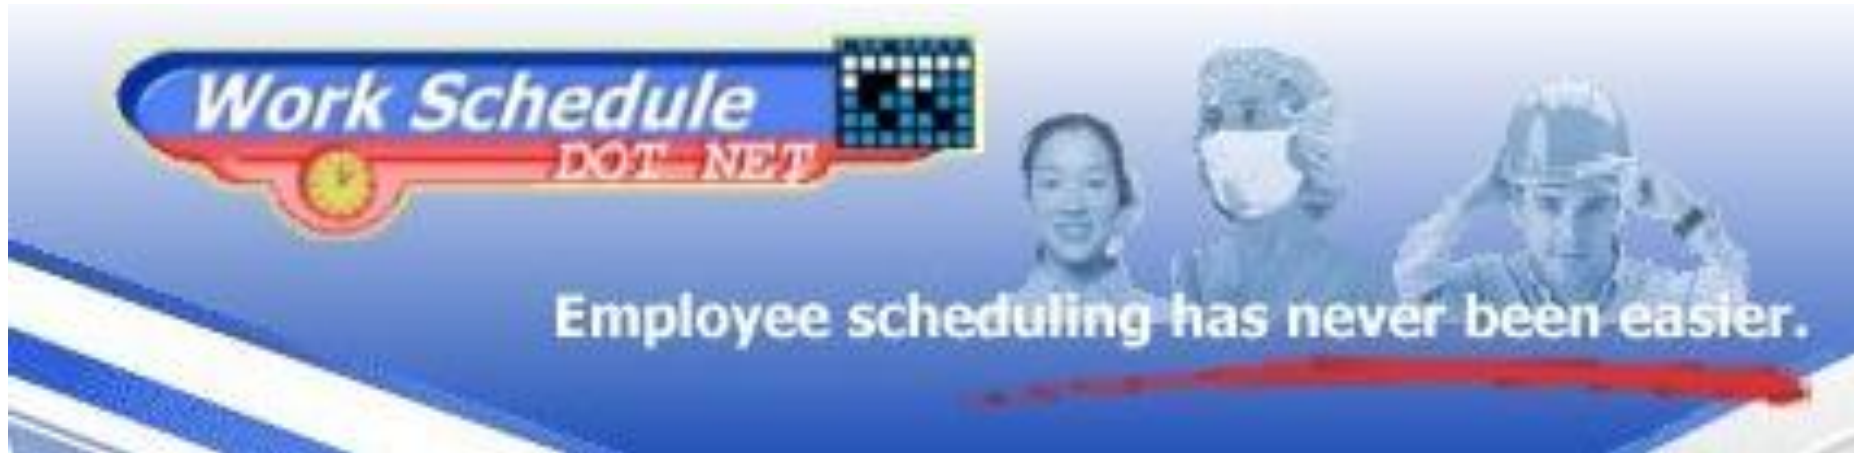 Work Schedule
DOT NET
Employee scheduling has never been easier.